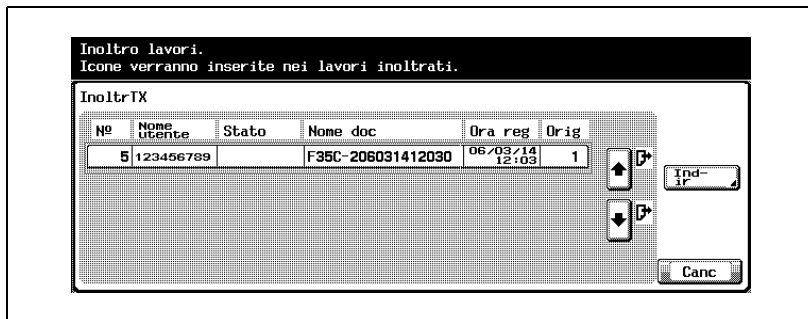 Inoltro lavori.
Icone verranno inserite nei lavori inoltrati.
InoltrTX
Nº Nome utente Stato Nome doc Ora reg Orig
5 123456789 F35C-206031412030 06/03/14 12:03 1
Ind-
ir
Canc